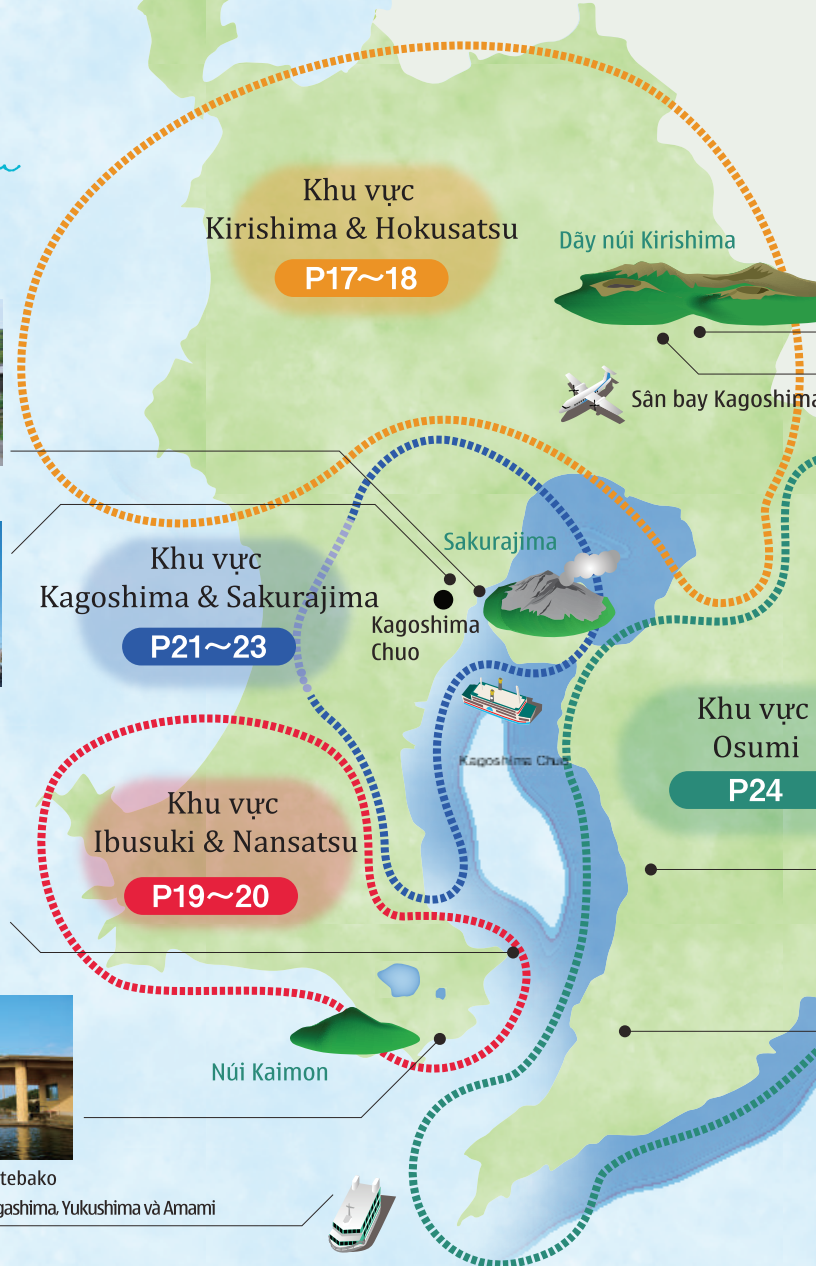 Khu vực
Kirishima & Hokusatsu
P17～18
Dãy núi Kirishima
Sân bay Kagoshima
Sakurajima
Khu vực
Kagoshima & Sakurajima
P21～23
Kagoshima
Chuo
Khu vực
Osumi
P24
Kagoshima Chuo
Khu vực
Ibusuki & Nansatsu
P19～20
Núi Kaimon
tebako
gashima, Yukushima và Amami